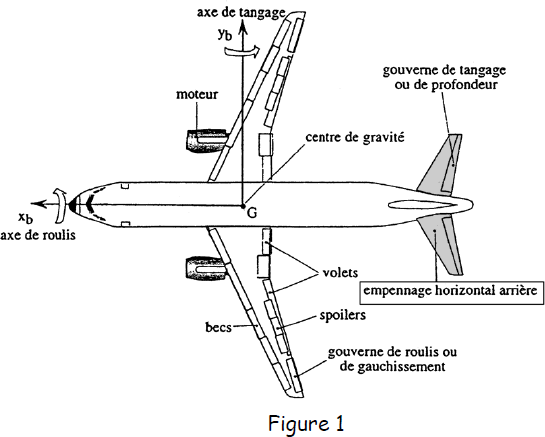 axe de tangage
y_b
gouverne de tangage
ou de profondeur
moteur
centre de gravité
x_b
G
axe de roulis
volets
empennage horizontal arrière
becs
spoilers
gouverne de roulis ou
de gauchissement
Figure 1